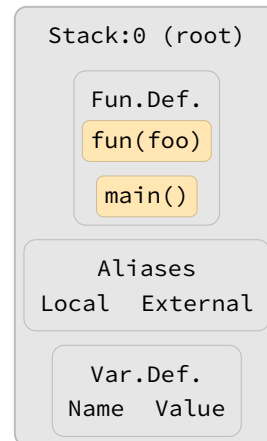 Stack:0 (root)
Fun.Def.
fun(foo)
main()
Aliases
Local External
Var.Def.
Name Value